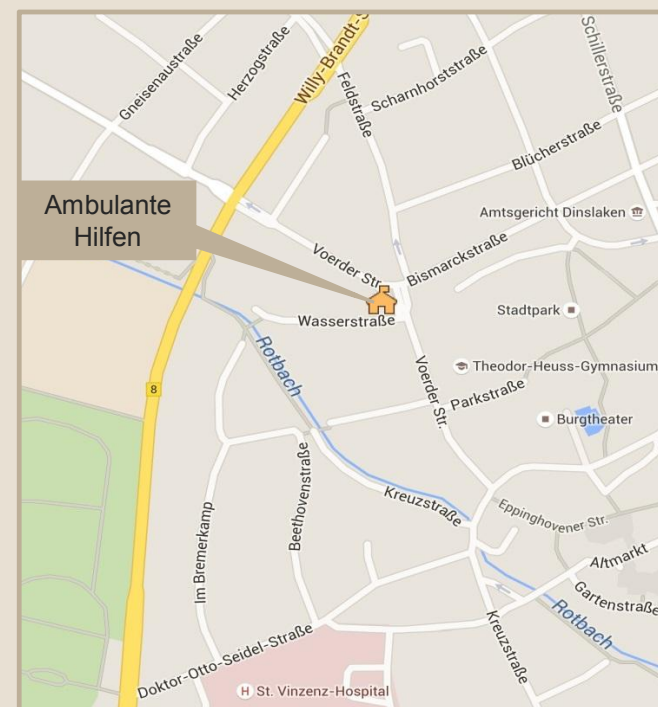 Gneisenaustraße
Herzogstraße
Willy-Brandt-S
Feldstraße
Scharnhorststraße
Schillerstraße
Blücherstraße
Ambulante
Hilfen
Amtsgericht Dinslaken
Voerder Str.
Bismarckstraße
Stadtpark
Wasserstraße
Rotbach
Voerder Str.
Theodor-Heuss-Gymnasium
8
Parkstraße
Burgtheater
Beethovenstraße
Kreuzstraße
Eppinghovener Str.
Im Bremerkamp
Altmarkt
Gartenstraße
Rotbach
Kreuzstraße
Doktor-Otto-Seidel-Straße
H St. Vinzenz-Hospital